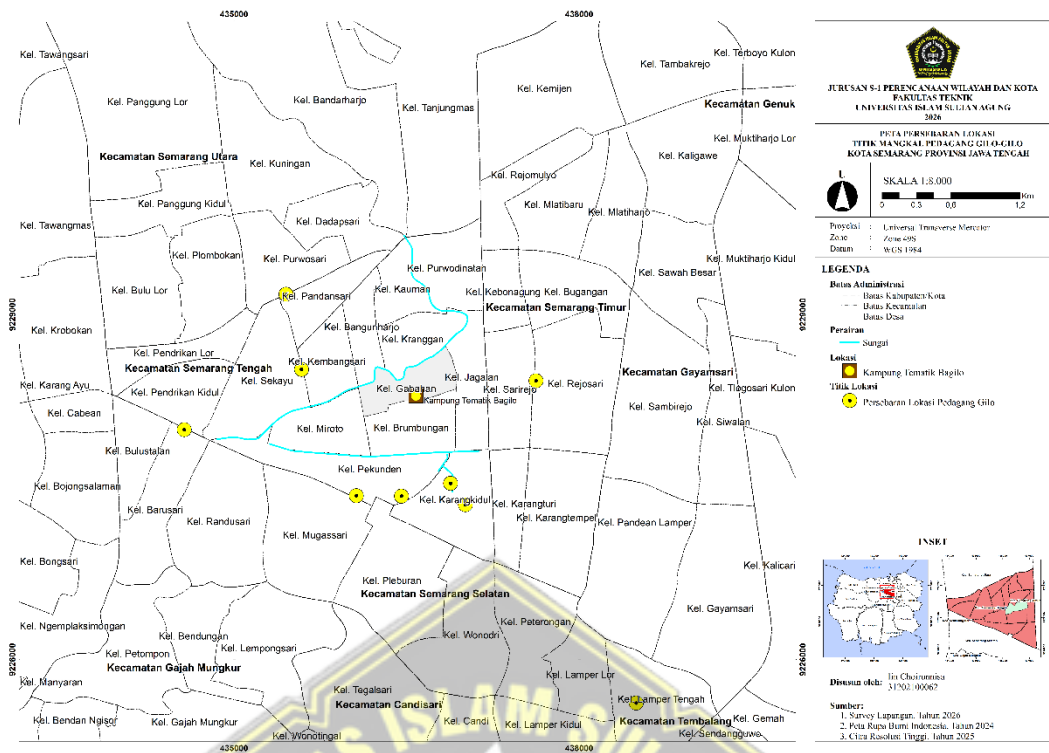 435000
438000
Kel. Tawangsari
Kel. Terboyo Kulon
Kel. Tambakrejo
Kel. Panggung Lor
Kel. Bandarharjo
Kel. Tanjungmas
Kel. Kemijen
Kecamatan Genuk
Kel. Muktiharjo Lor
Kecamatan Semarang Utara
Kel. Kuningan
Kel. Kaligawe
Kel. Rejomulyo
Kel. Panggung Kidul
Kel. Mlatibaru
Kel. Mlatiharjo
Kel. Tawangmas
Kel. Dadapsari
Kel. Plombokan
Kel. Purwosari
Kel. Purwodinatan
Kel. Sawah Besar
Kel. Muktiharjo Kidul
Kel. Bulu Lor
Kel. Pandansari
Kel. Kauman
Kel. Kebonagung
Kel. Bugangan
Kecamatan Semarang Timur
9229000
9229000
Kel. Krobokan
Kel. Bangunharjo
Kel. Kranggan
Kel. Pendrikan Lor
Kel. Kembangsari
Kecamatan Semarang Tengah
Kel. Sekayu
Kel. Jagalan
Kecamatan Gayamsari
Kel. Karang Ayu
Kel. Pendrikan Kidul
Kel. Gabahan
Kel. Sarirejo
Kel. Rejosari
Kel. Tlogosari Kulon
Kampung Tematik Bagilo
Kel. Cabean
Kel. Sambirejo
Kel. Siwalan
Kel. Miroto
Kel. Brumbungan
Kel. Bulustalan
Kel. Pekunden
Kel. Bojongsalaman
Kel. Barusari
Kel. Karangkidul
Kel. Karangturi
Kel. Randusari
Kel. Karangtempel
Kel. Pandean Lamper
Kel. Mugassari
Kel. Bongsari
Kel. Kalicari
Kel. Pleburan
Kecamatan Semarang Selatan
Kel. Gayamsari
Kel. Ngemplaksimongan
Kel. Peterongan
Kel. Bendungan
Kel. Wonodri
Kel. Petompon
Kel. Lempongsari
9226000
9226000
Kecamatan Gajah Mungkur
Kel. Lamper Lor
Kel. Manyaran
Kel. Tegalsari
Kel. Lamper Tengah
Kecamatan Candisari
Kel. Bendan Ngisor
Kel. Gajah Mungkur
Kel. Candi
Kel. Lamper Kidul
Kecamatan Tembalang
Kel. Gemah
Kel. Wonotingal
Kel. Sendangguwo
435000
438000
ISLAM
JURUSAN S-1 PERENCANAAN WILAYAH DAN KOTA
FAKULTAS TEKNIK
UNIVERSITAS ISLAM SULTAN AGUNG
2026
PETA PERSEBARAN LOKASI
TITIK MANGKAL PEDAGANG GILO-GILO
KOTA SEMARANG PROVINSI JAWA TENGAH
U
SKALA 1:8.000
Km
0 0,3 0,6 1,2
Proyeksi : Universal Transverse Mercator
Zone : Zone 49S
Datum : WGS 1984
LEGENDA
Batas Administrasi
Batas Kabupaten/Kota
Batas Kecamatan
Batas Desa
Perairan
Sungai
Lokasi
Kampung Tematik Bagilo
Titik Lokasi
Persebaran Lokasi Pedagang Gilo
INSET
Disusun oleh:
Sumber:
1. Survey Lapangan, Tahun 2026
2. Peta Rupa Bumi Indonesia, Tahun 2024
3. Citra Resolusi Tinggi, Tahun 2025